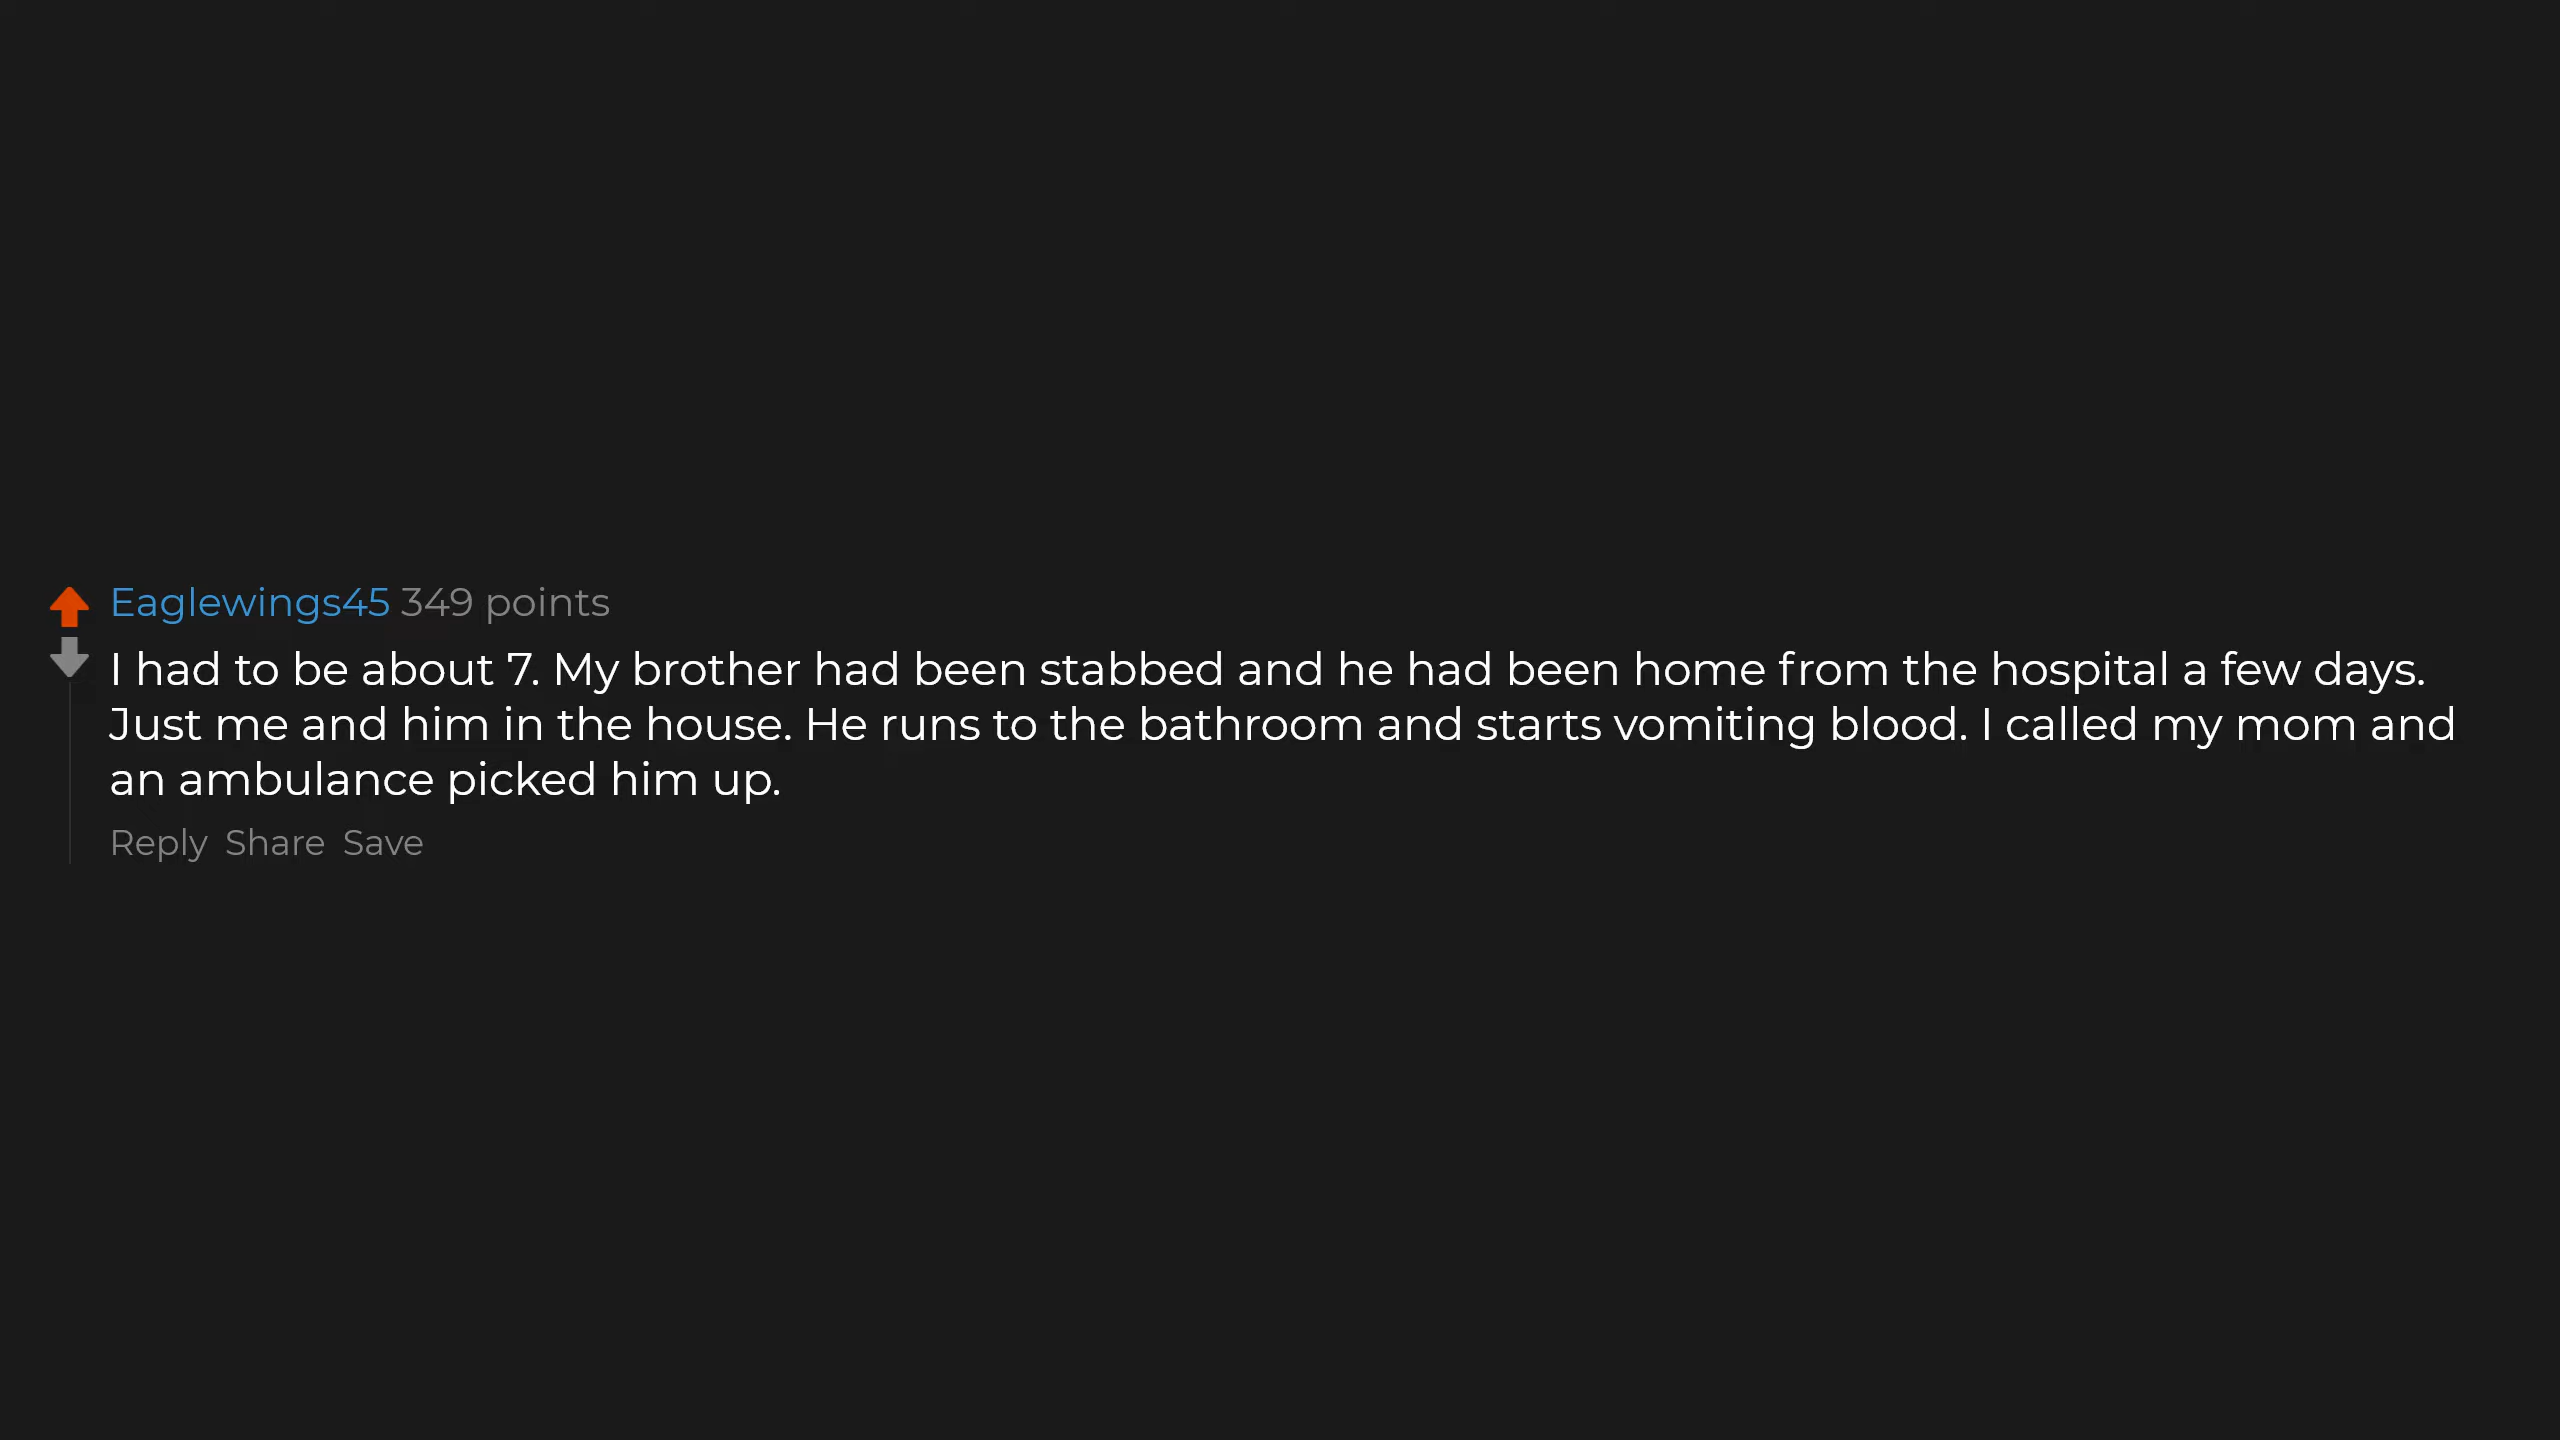 Eaglewings45 349 points
I had to be about 7. My brother had been stabbed and he had been home from the hospital a few days.
Just me and him in the house. He runs to the bathroom and starts vomiting blood. I called my mom and
an ambulance picked him up.
Reply Share Save